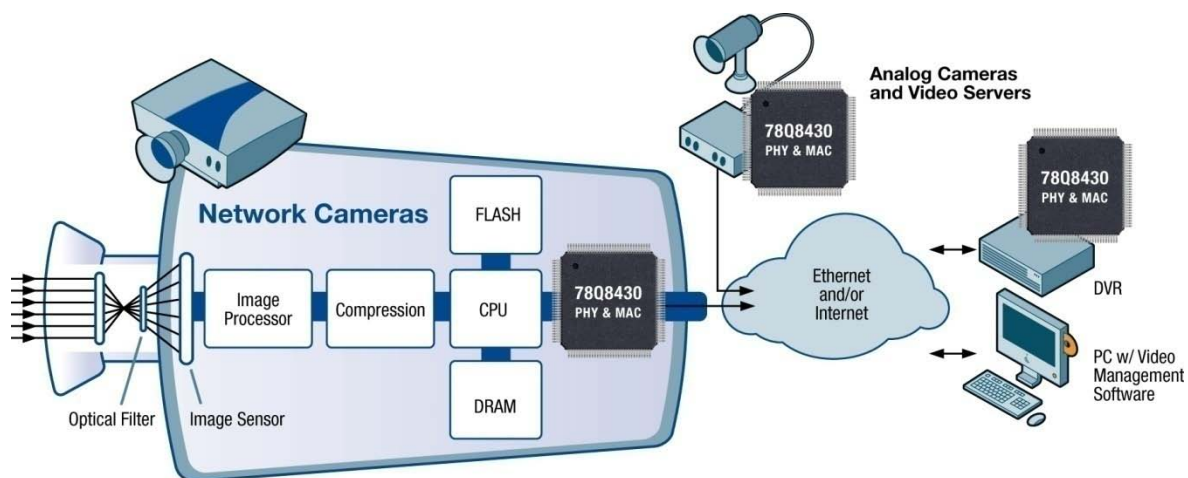 Analog Cameras
and Video Servers
78Q8430
PHY & MAC
78Q8430
PHY & MAC
Network Cameras
FLASH
Image
Processor
Compression
CPU
78Q8430
PHY & MAC
DRAM
Optical Filter
Image Sensor
Ethernet
and/or
Internet
DVR
PC w/ Video
Management
Software